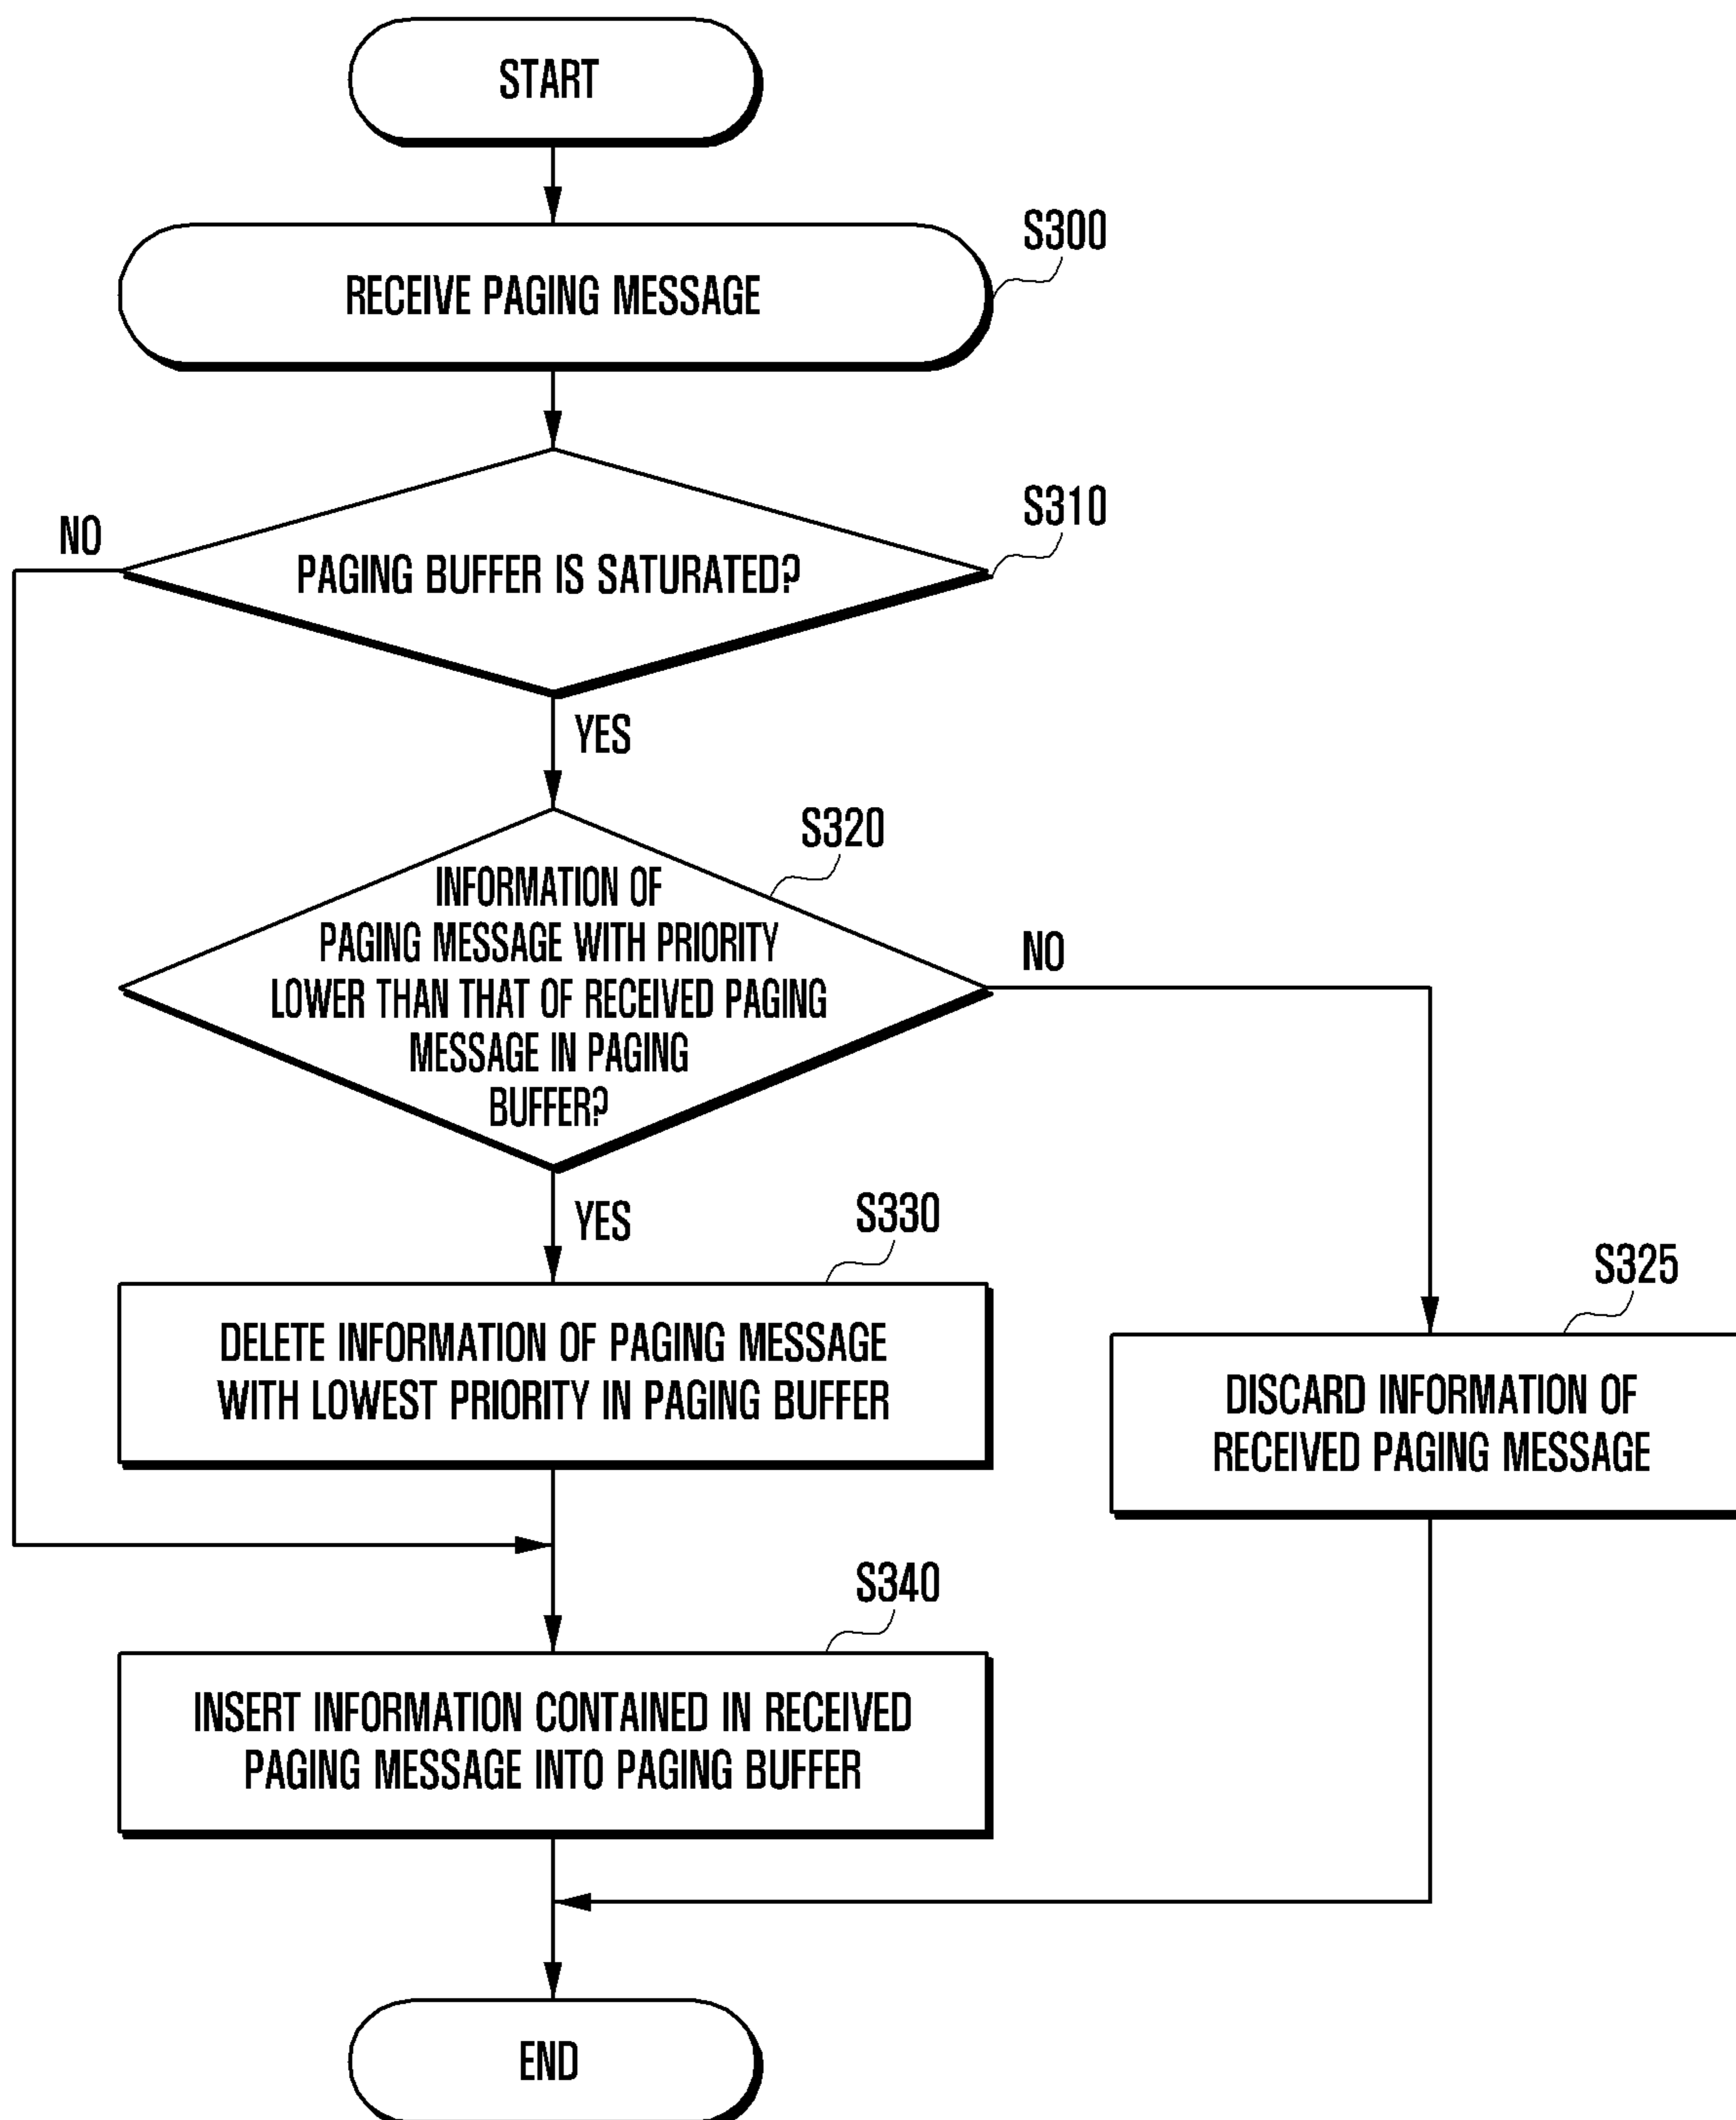 START
RECEIVE PAGING MESSAGE
S300
PAGING BUFFER IS SATURATED?
S310
NO
YES
S320
INFORMATION OF
PAGING MESSAGE WITH PRIORITY
LOWER THAN THAT OF RECEIVED PAGING
MESSAGE IN PAGING
BUFFER?
NO
YES
S330
DELETE INFORMATION OF PAGING MESSAGE
WITH LOWEST PRIORITY IN PAGING BUFFER
S325
DISCARD INFORMATION OF
RECEIVED PAGING MESSAGE
S340
INSERT INFORMATION CONTAINED IN RECEIVED
PAGING MESSAGE INTO PAGING BUFFER
END